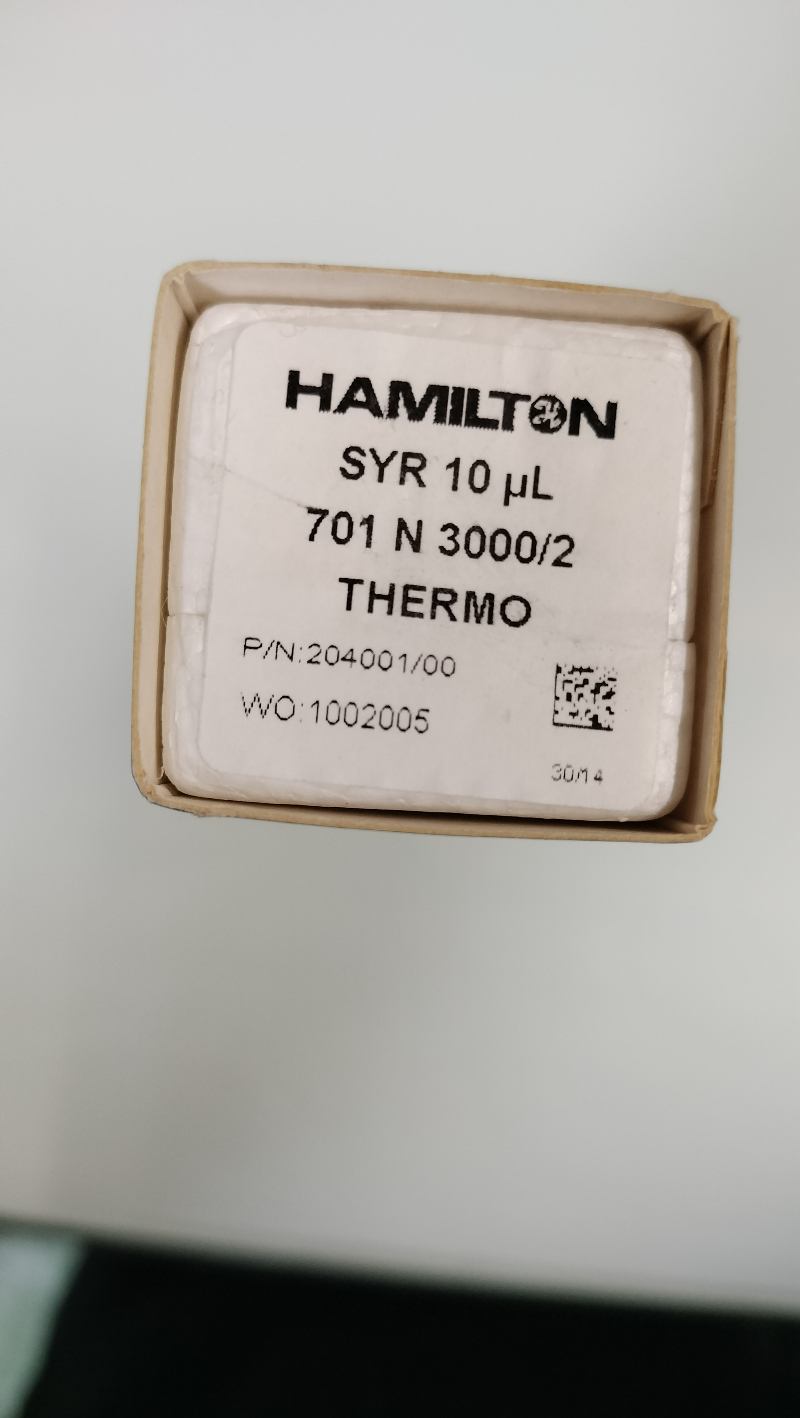 HAMILTON
SYR 10 µL
701 N 3000/2
THERMO
P/N:204001/00
WO:1002005
30/14